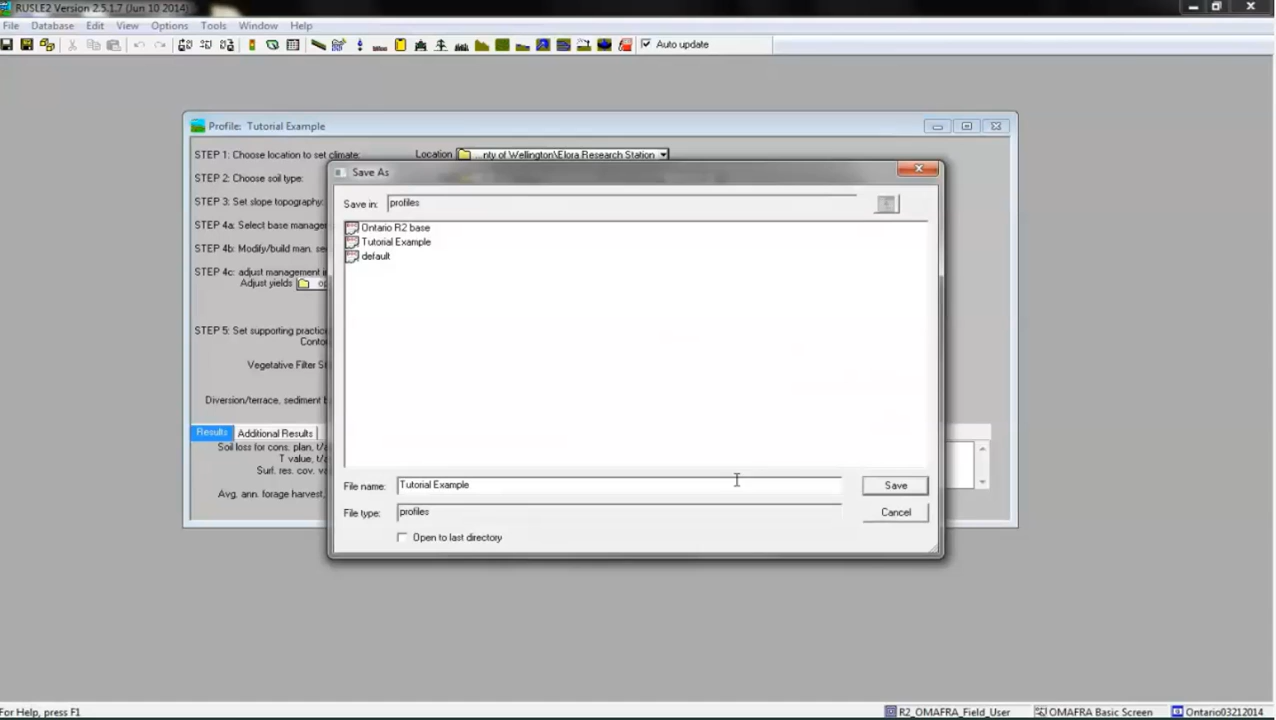 RUSLE2 Version 2.5.1.7 (Jun 10 2014)
File Database Edit View Options Tools Window Help
Auto update
Profile: Tutorial Example
STEP 1: Choose location to set climate: Location nty of Wellington\Elora Research Station
Save As
STEP 2: Choose soil type:
STEP 3: Set slope topography.
Save in: profiles
STEP 4a: Select base manage
Ontario R2 base
Tutorial Example
STEP 4b: Modify/build man. se
default
STEP 4c: adjust management in
Adjust yields op
STEP 5: Set supporting practic
Conto
Vegetative Filter St
Diversion/terrace, sediment b
Results Additional Results
Soil loss for cons. plan, t/a
T value, t/
Surf. res. cov. va
Avg. ann. forage harvest,
File name: Tutorial Example Save
File type: profiles Cancel
Open to last directory
For Help, press F1 R2_OMAFRA_Field_User OMAFRA Basic Screen Ontario03212014